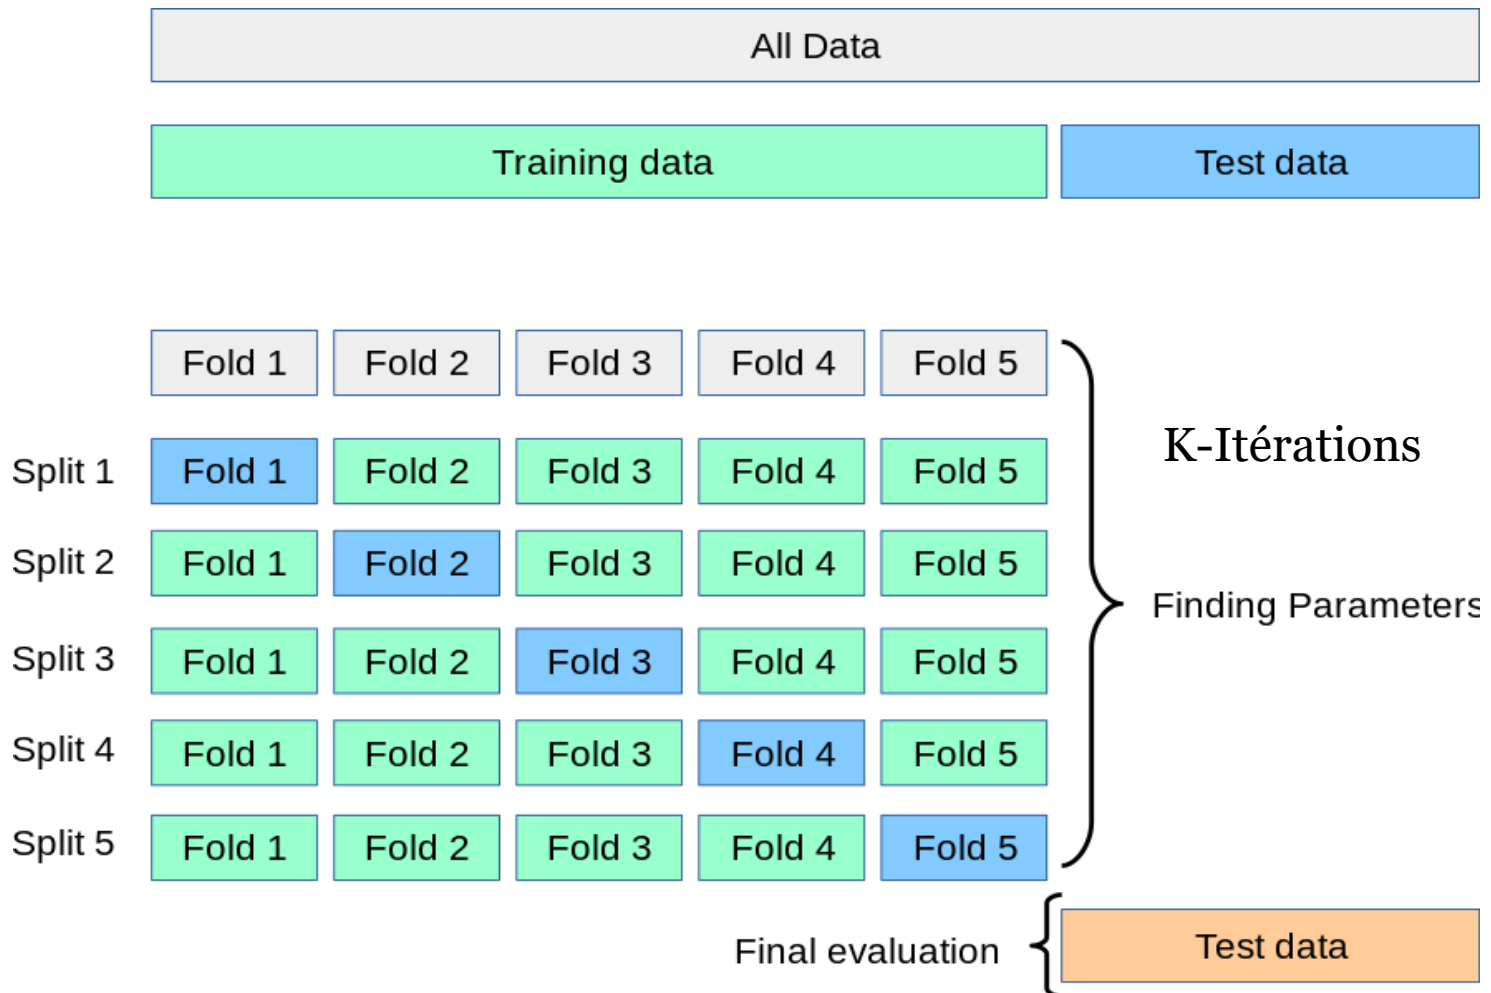 All Data
Training data Test data
Fold 1 Fold 2 Fold 3 Fold 4 Fold 5
K-Itérations
Split 1 Fold 1 Fold 2 Fold 3 Fold 4 Fold 5
Split 2 Fold 1 Fold 2 Fold 3 Fold 4 Fold 5
Finding Parameters
Split 3 Fold 1 Fold 2 Fold 3 Fold 4 Fold 5
Split 4 Fold 1 Fold 2 Fold 3 Fold 4 Fold 5
Split 5 Fold 1 Fold 2 Fold 3 Fold 4 Fold 5
Final evaluation Test data